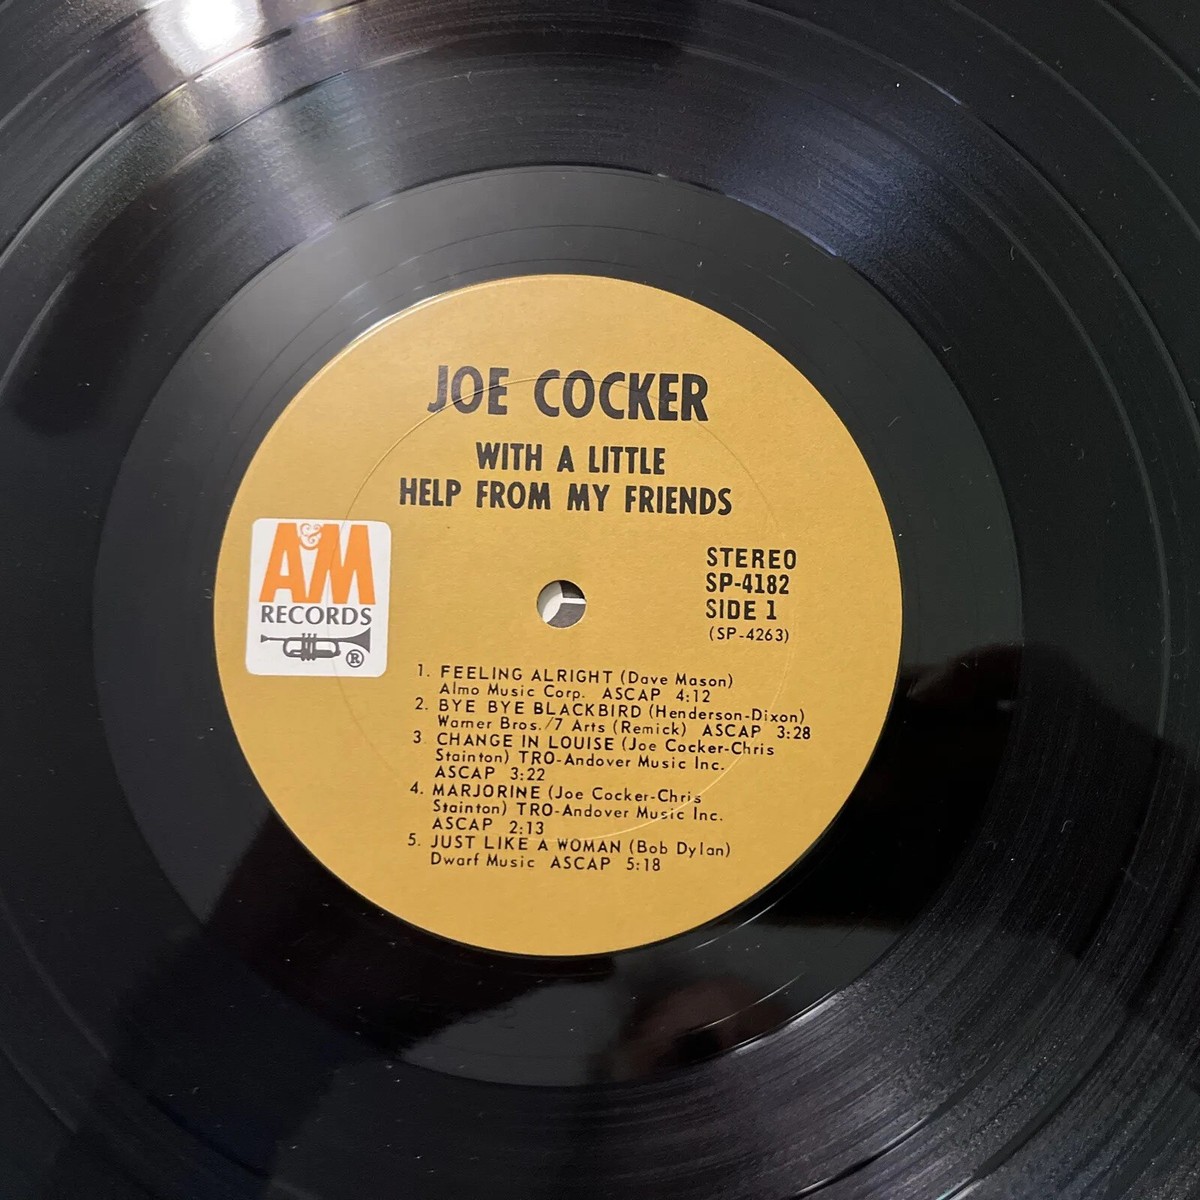 JOE COCKER
WITH A LITTLE
HELP FROM MY FRIENDS
A&M
RECORDS
®
STEREO
SP-4182
SIDE 1
(SP-4263)
1. FEELING ALRIGHT (Dave Mason)
Almo Music Corp. ASCAP 4:12
2. BYE BYE BLACKBIRD (Henderson-Dixon)
Warner Bros./7 Arts (Remick) ASCAP 3:28
3 CHANGE IN LOUISE (Joe Cocker-Chris
Stainton) TRO-Andover Music Inc.
ASCAP 3:22
4. MARJORINE (Joe Cocker-Chris
Stainton) TRO-Andover Music Inc.
ASCAP 2:13
5. JUST LIKE A WOMAN (Bob Dylan)
Dwarf Music ASCAP 5:18